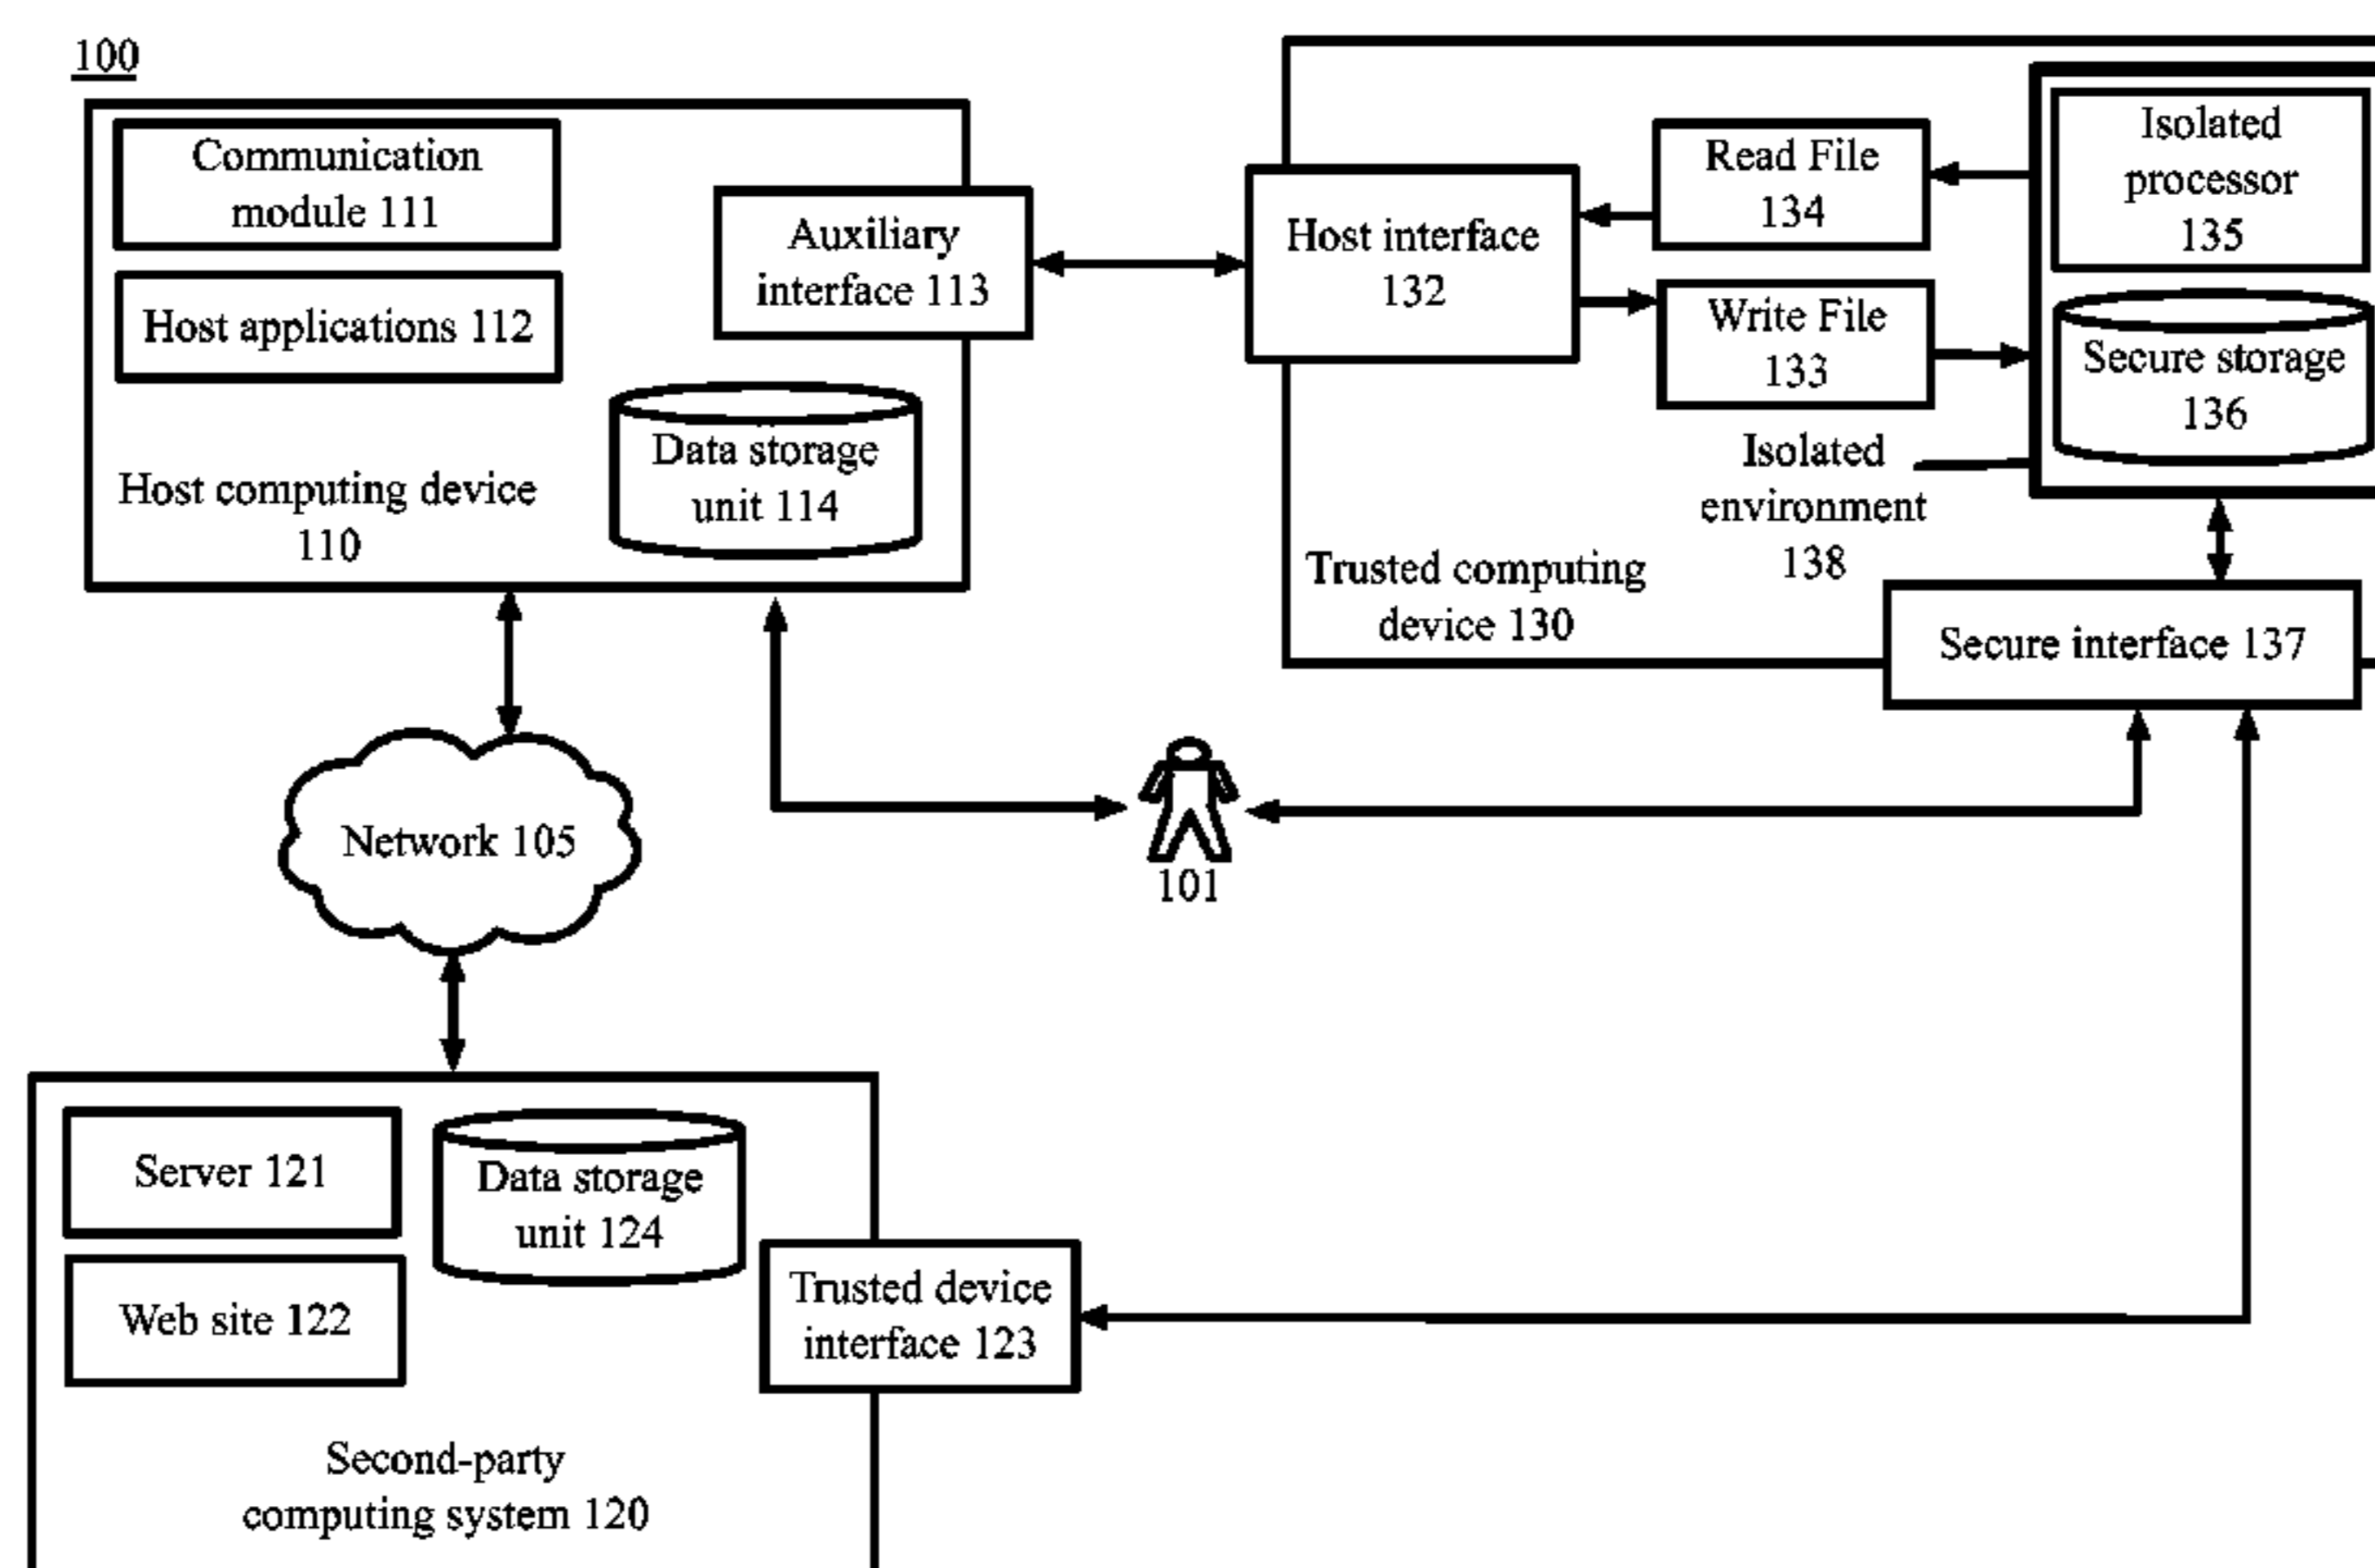 100
Communication
module 111
Host applications 112
Auxiliary
interface 113
Data storage
unit 114
Host computing device
110
Host interface
132
Read File
134
Write File
133
Isolated
processor
135
Secure storage
136
Isolated
environment
138
Trusted computing
device 130
Secure interface 137
Network 105
101
Server 121
Data storage
unit 124
Web site 122
Trusted device
interface 123
Second-party
computing system 120